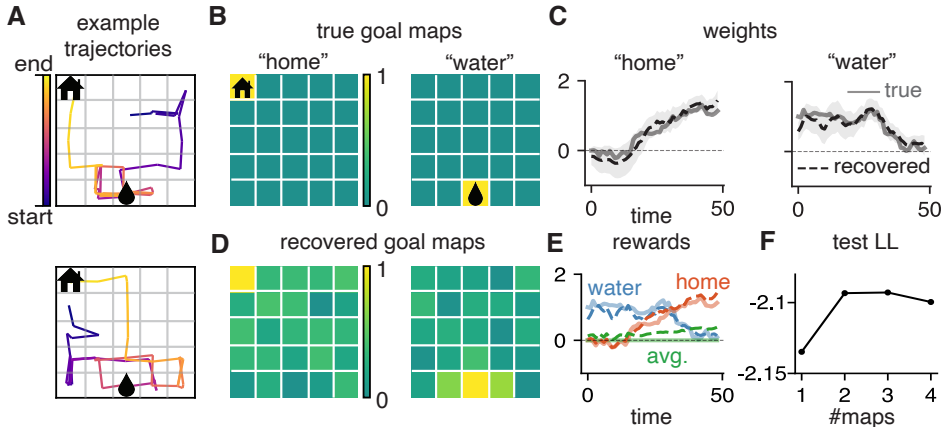 A
example
trajectories
end
start
B
true goal maps
"home"
"water"
1
0
C
weights
"home"
"water"
2
0
0
50
time
true
recovered
0
50
D
recovered goal maps
1
0
E
rewards
2
0
water
home
avg.
0
50
time
F
test LL
-2.1
-2.15
1
2
3
4
#maps